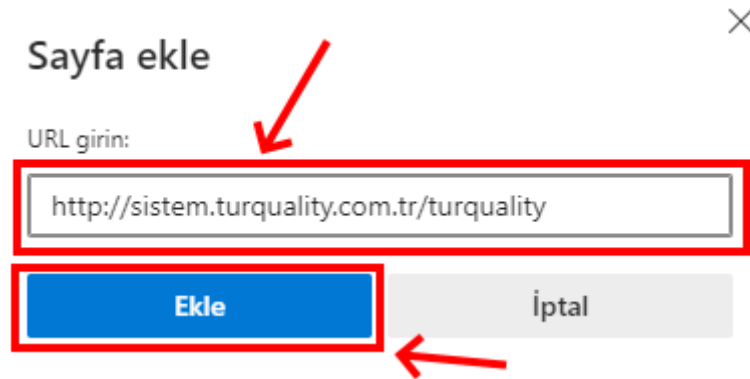 Sayfa ekle
URL girin:
http://sistem.turquality.com.tr/turquality
Ekle
İptal